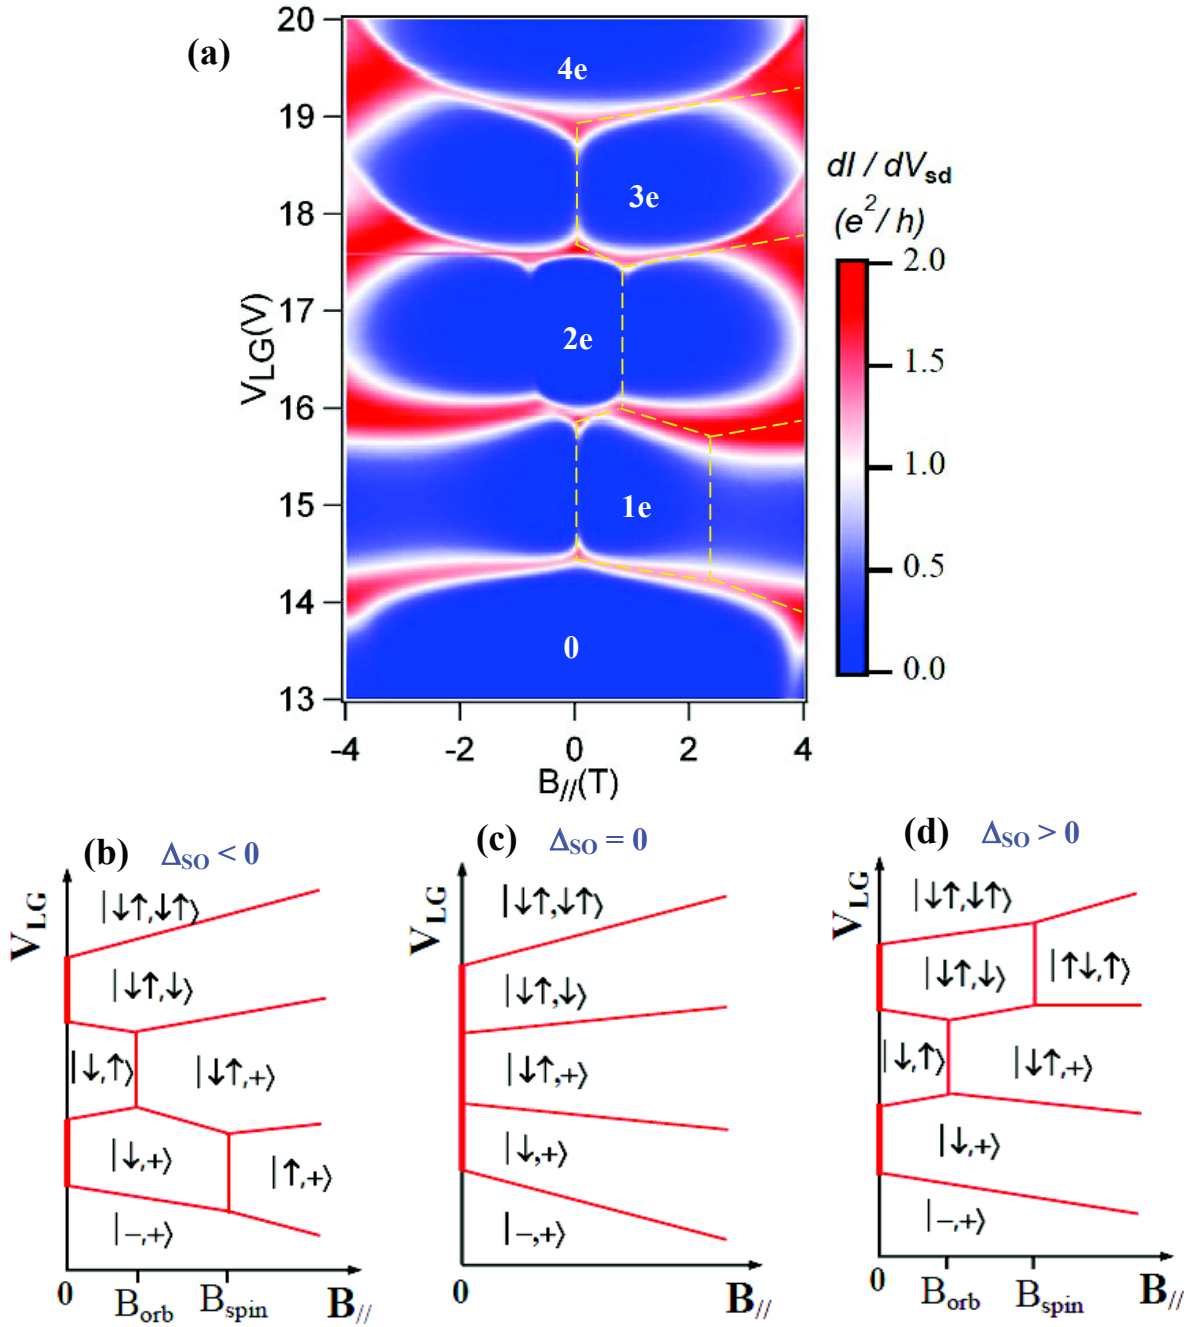 (a)
20
19
18
17
16
15
14
13
V_LG(V)
4e
3e
2e
1e
0
-4 -2 0 2 4
B_//(T)
dI / dV_sd
(e²/ h)
2.0
1.5
1.0
0.5
0.0
(b) Δ_SO < 0
V_LG
|↓↑,↓↑⟩
|↓↑,↓⟩
|↓,↑⟩ |↓↑,+⟩
|↓,+⟩ |↑,+⟩
|−,+⟩
0 B_orb B_spin B_//
(c) Δ_SO = 0
V_LG
|↓↑,↓↑⟩
|↓↑,↓⟩
|↓↑,+⟩
|↓,+⟩
|−,+⟩
0 B_//
(d) Δ_SO > 0
V_LG
|↓↑,↓↑⟩
|↓↑,↓⟩ |↑↓,↑⟩
|↓,↑⟩ |↓↑,+⟩
|↓,+⟩
|−,+⟩
0 B_orb B_spin B_//